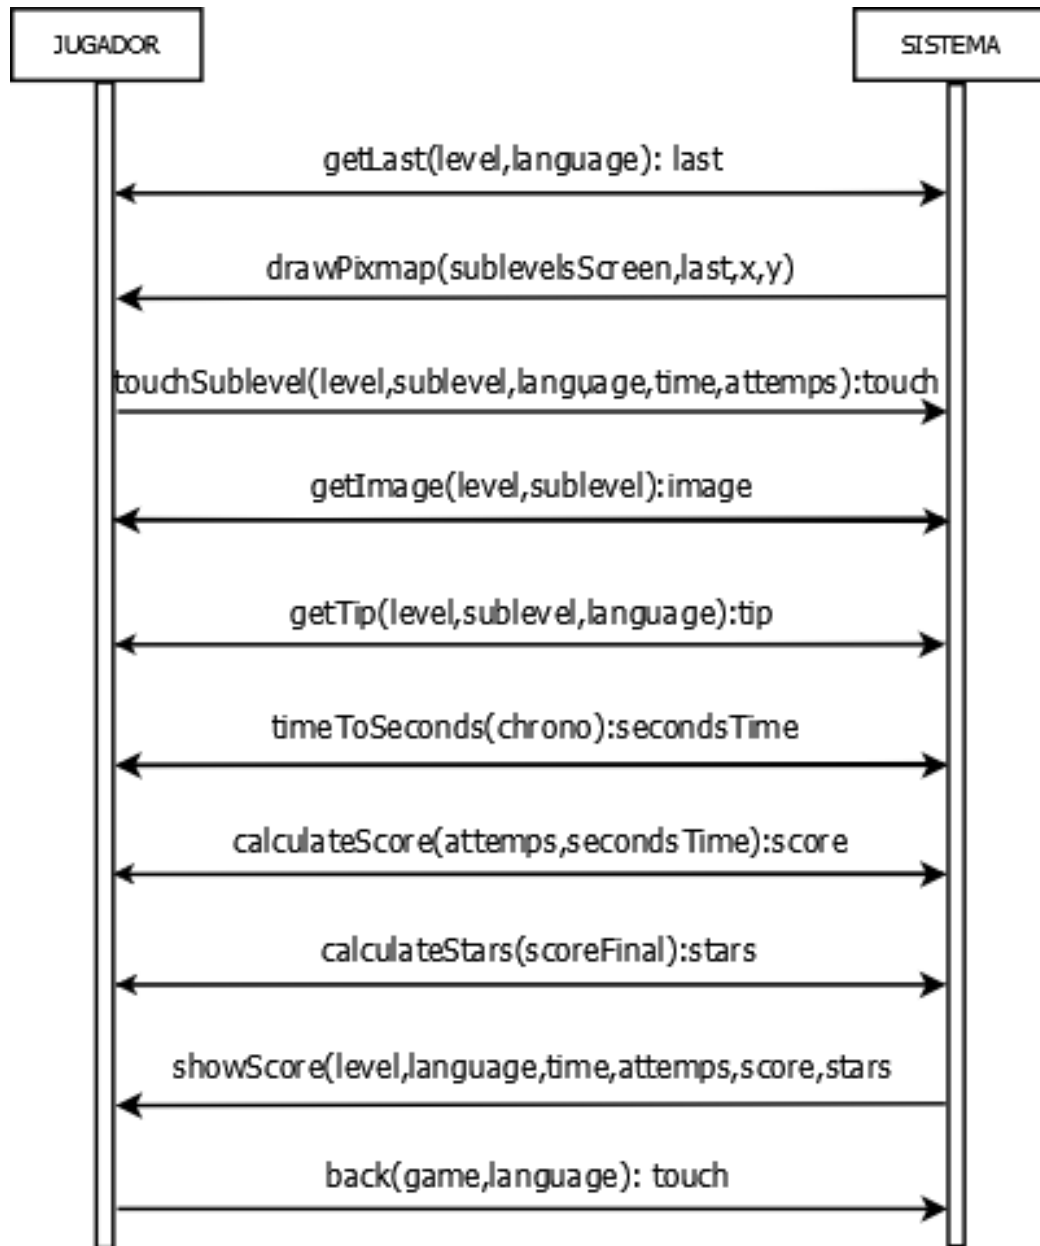 JUGADOR
SISTEMA
getLast(level,language): last
drawPixmap(sublevelsScreen,last,x,y)
touchSublevel(level,sublevel,language,time,attemps):touch
getImage(level,sublevel):image
getTip(level,sublevel,language):tip
timeToSeconds(chrono):secondsTime
calculateScore(attemps,secondsTime):score
calculateStars(scoreFinal):stars
showScore(level,language,time,attemps,score,stars
back(game,language): touch